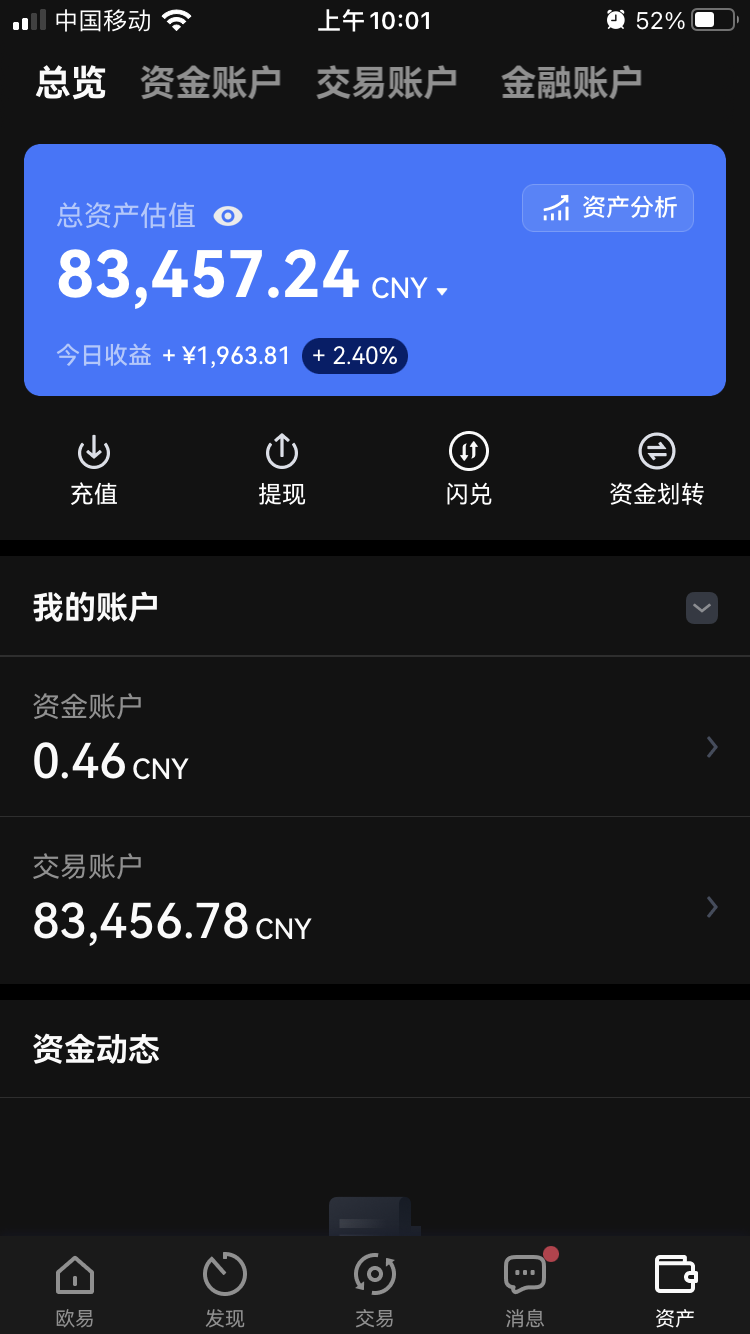 中国移动 上午10:01 52%
总览 资金账户 交易账户 金融账户
总资产估值 资产分析
83,457.24 CNY
今日收益 + ¥1,963.81 + 2.40%
充值 提现 闪兑 资金划转
我的账户
资金账户
0.46 CNY
交易账户
83,456.78 CNY
资金动态
欧易 发现 交易 消息 资产